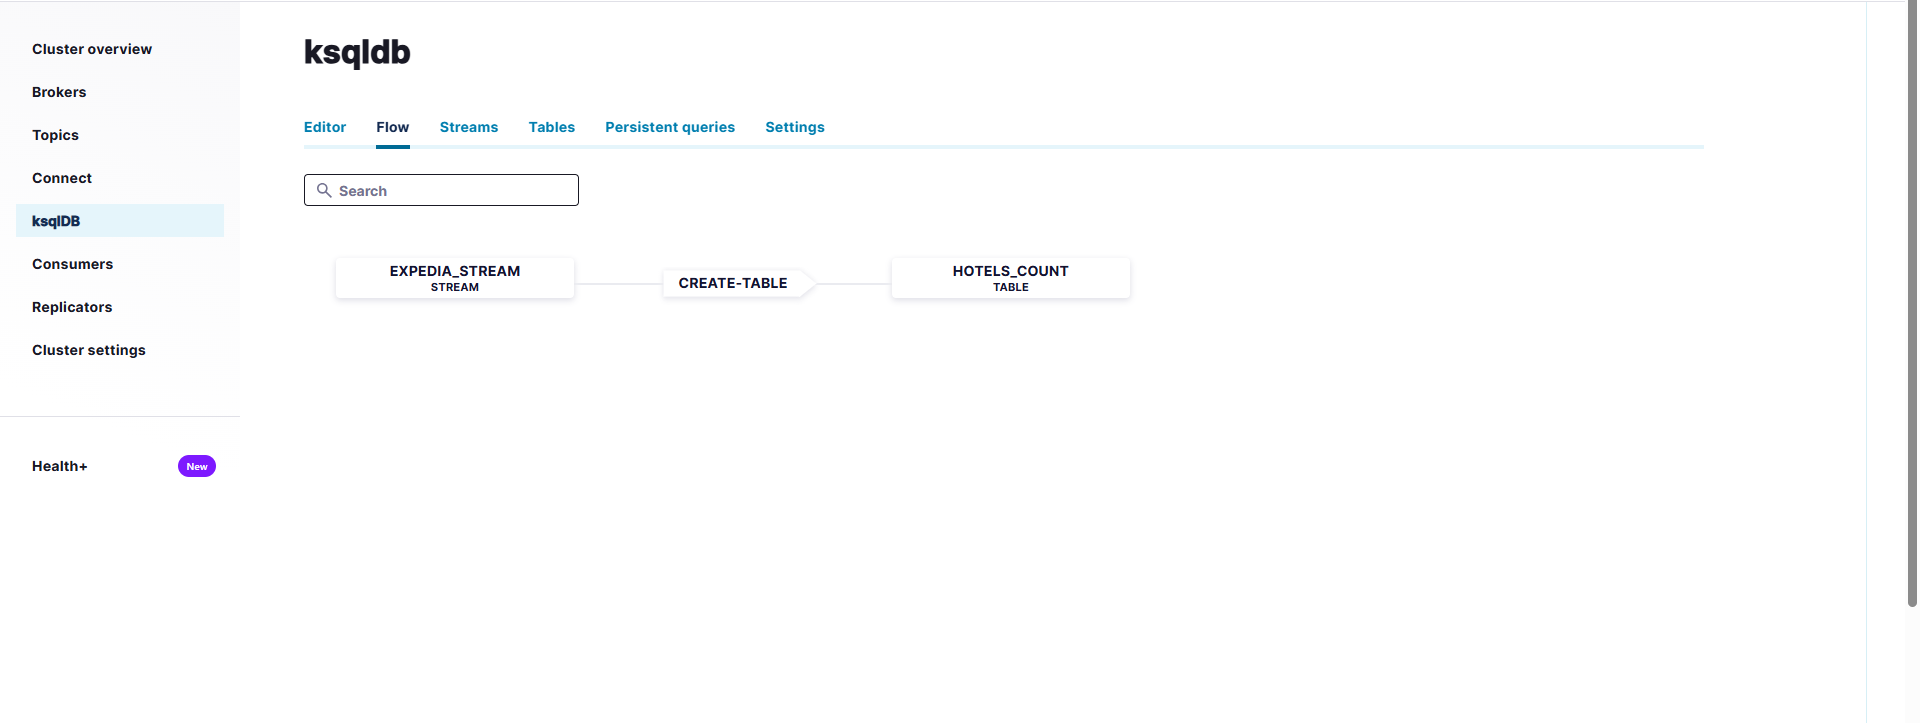 Cluster overview
Brokers
Topics
Connect
ksqlDB
Consumers
Replicators
Cluster settings
Health+ New
ksqldb
Editor Flow Streams Tables Persistent queries Settings
Search
EXPEDIA_STREAM
STREAM
CREATE-TABLE
HOTELS_COUNT
TABLE